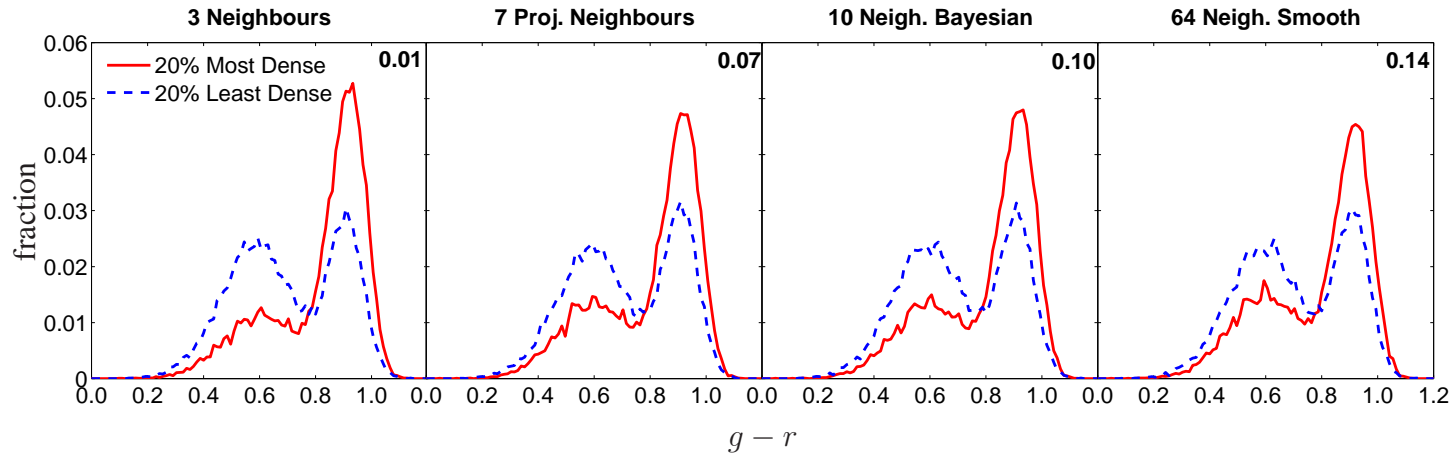 3 Neighbours 7 Proj. Neighbours 10 Neigh. Bayesian 64 Neigh. Smooth
0.06 0.01 0.07 0.10 0.14
20% Most Dense
20% Least Dense
0.05
0.04
0.03
0.02
0.01
0
fraction
0.0 0.2 0.4 0.6 0.8 1.0 0.0 0.2 0.4 0.6 0.8 1.0 0.0 0.2 0.4 0.6 0.8 1.0 0.0 0.2 0.4 0.6 0.8 1.0 1.2
g − r